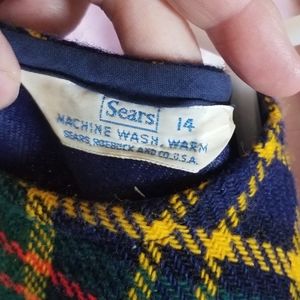 Sears 14
MACHINE WASH, WARM
SEARS, ROEBUCK AND CO. U.S.A.